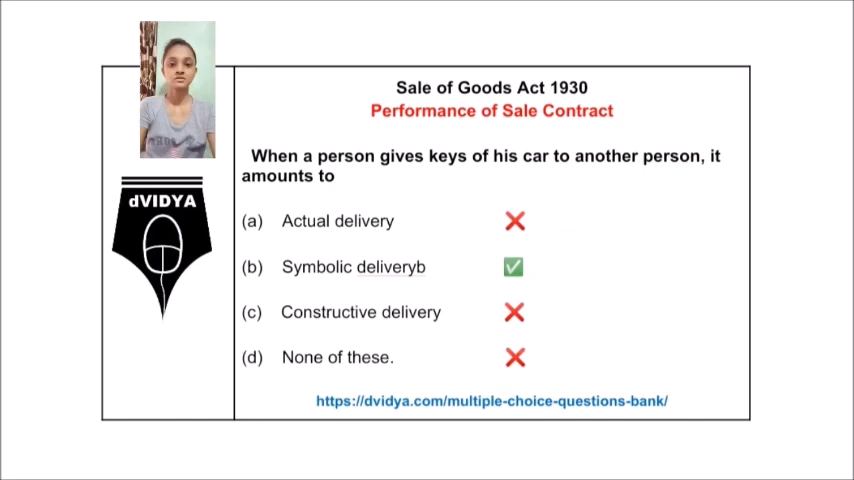 Sale of Goods Act 1930
Performance of Sale Contract
When a person gives keys of his car to another person, it
amounts to
dVIDYA
(a) Actual delivery ❌
(b) Symbolic deliveryb ✅
(c) Constructive delivery ❌
(d) None of these. ❌
https://dvidya.com/multiple-choice-questions-bank/